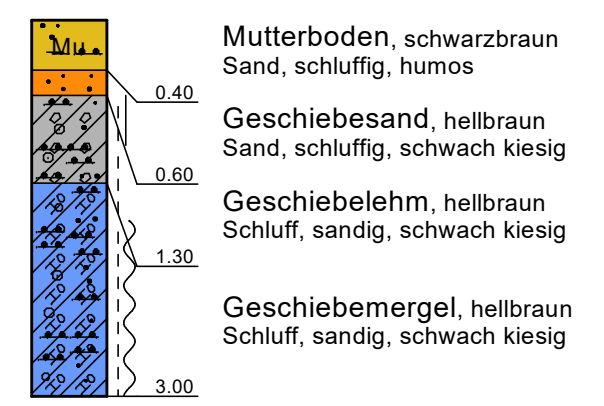 Mu
Mutterboden, schwarzbraun
Sand, schluffig, humos
0.40
Geschiebesand, hellbraun
Sand, schluffig, schwach kiesig
0.60
Geschiebelehm, hellbraun
Schluff, sandig, schwach kiesig
1.30
Geschiebemergel, hellbraun
Schluff, sandig, schwach kiesig
3.00